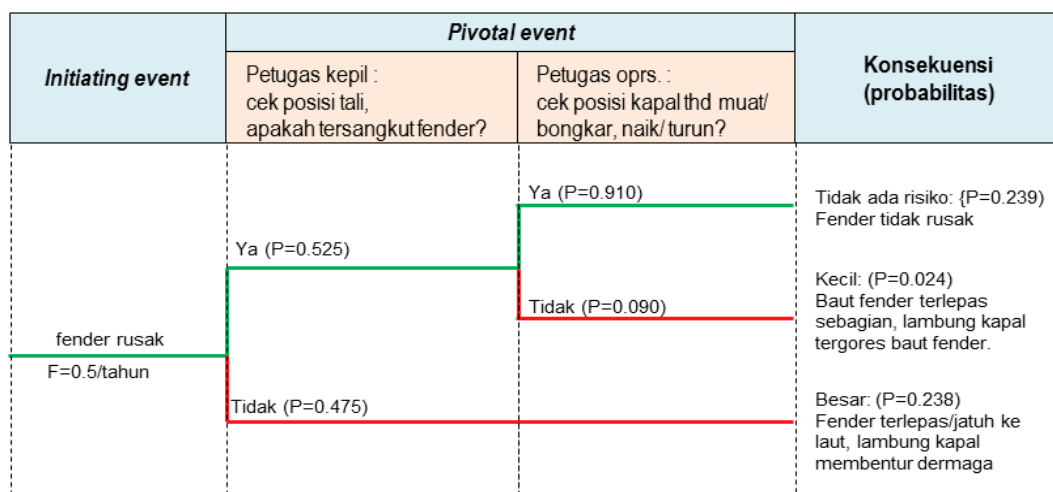 Pivotal event
Initiating event
Petugas kepil :
cek posisi tali,
apakah tersangkut fender?
Petugas oprs. :
cek posisi kapal thd muat/
bongkar, naik/ turun?
Konsekuensi
(probabilitas)
Ya (P=0.910)
Tidak ada risiko: {P=0.239)
Fender tidak rusak
Ya (P=0.525)
Kecil: (P=0.024)
Baut fender terlepas
sebagian, lambung kapal
tergores baut fender.
Tidak (P=0.090)
fender rusak
F=0.5/tahun
Tidak (P=0.475)
Besar: (P=0.238)
Fender terlepas/jatuh ke
laut, lambung kapal
membentur dermaga